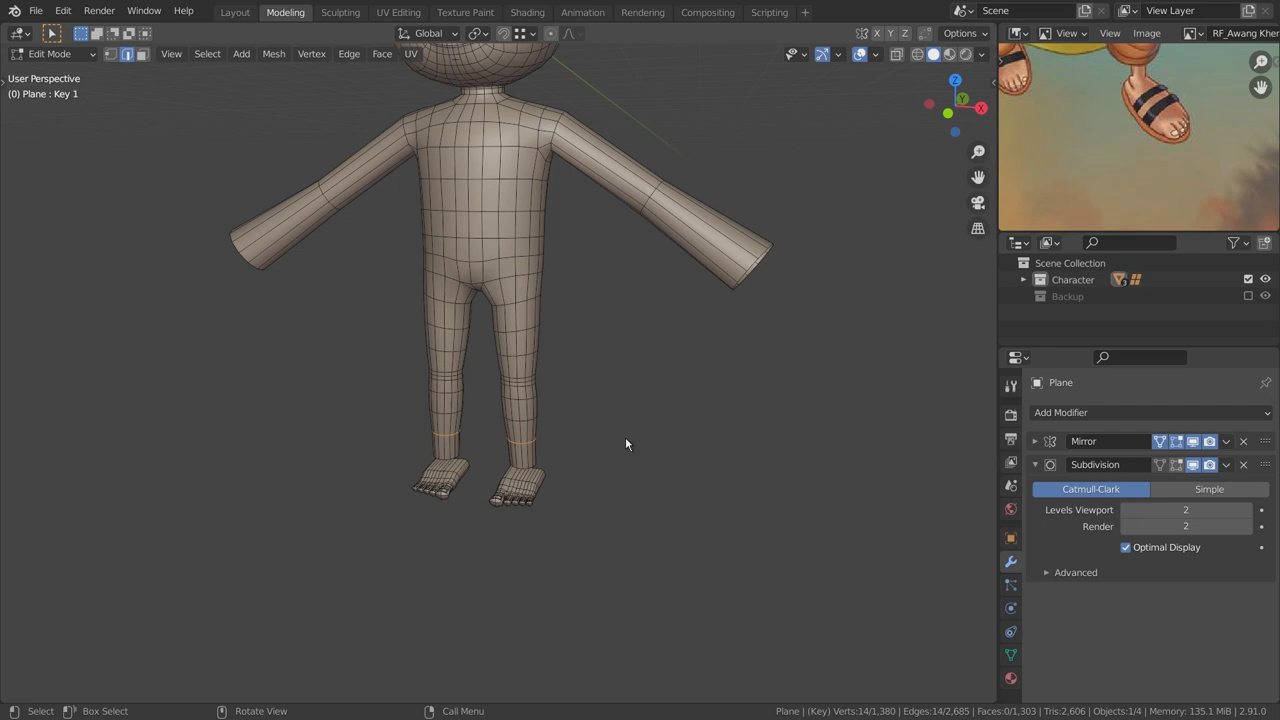 File Edit Render Window Help Layout Modeling Sculpting UV Editing Texture Paint Shading Animation Rendering Compositing Scripting + Scene View Layer
Global X Y Z Options View View Image RF_Awang Kher
Edit Mode View Select Add Mesh Vertex Edge Face UV
User Perspective
(0) Plane : Key 1
Z
Y
X
Scene Collection
Character 3
Backup
Plane
Add Modifier
Mirror
Subdivision
Catmull-Clark Simple
Levels Viewport 2
Render 2
Optimal Display
Advanced
Select Box Select Rotate View Call Menu Plane | (Key) Verts:14/1,380 | Edges:14/2,685 | Faces:0/1,303 | Tris:2,606 | Objects:1/4 | Memory: 135.1 MiB | 2.91.0